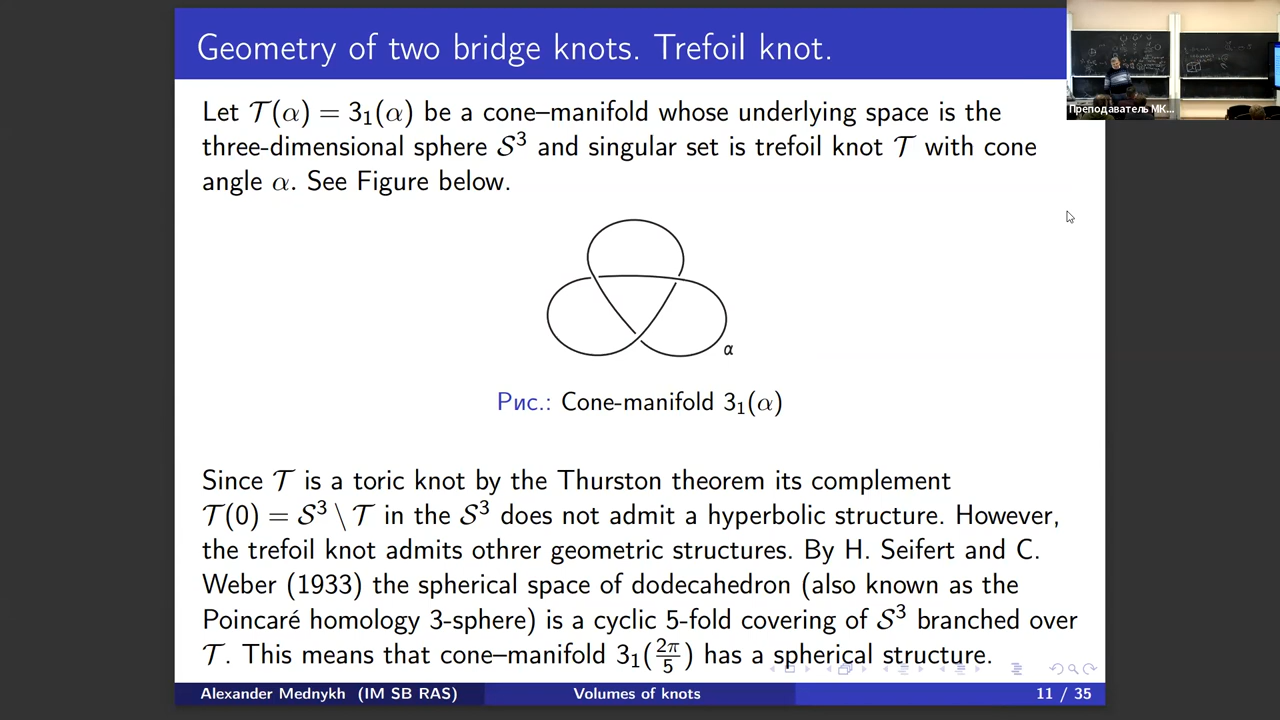 Geometry of two bridge knots. Trefoil knot.
Преподаватель МК...
Let 𝒯(α) = 3₁(α) be a cone–manifold whose underlying space is the
three-dimensional sphere 𝒮³ and singular set is trefoil knot 𝒯 with cone
angle α. See Figure below.
α
Рис.: Cone-manifold 3₁(α)
Since 𝒯 is a toric knot by the Thurston theorem its complement
𝒯(0) = 𝒮³ \ 𝒯 in the 𝒮³ does not admit a hyperbolic structure. However,
the trefoil knot admits othrer geometric structures. By H. Seifert and C.
Weber (1933) the spherical space of dodecahedron (also known as the
Poincaré homology 3-sphere) is a cyclic 5-fold covering of 𝒮³ branched over
𝒯. This means that cone–manifold 3₁(2π/5) has a spherical structure.
Alexander Mednykh (IM SB RAS) Volumes of knots 11 / 35